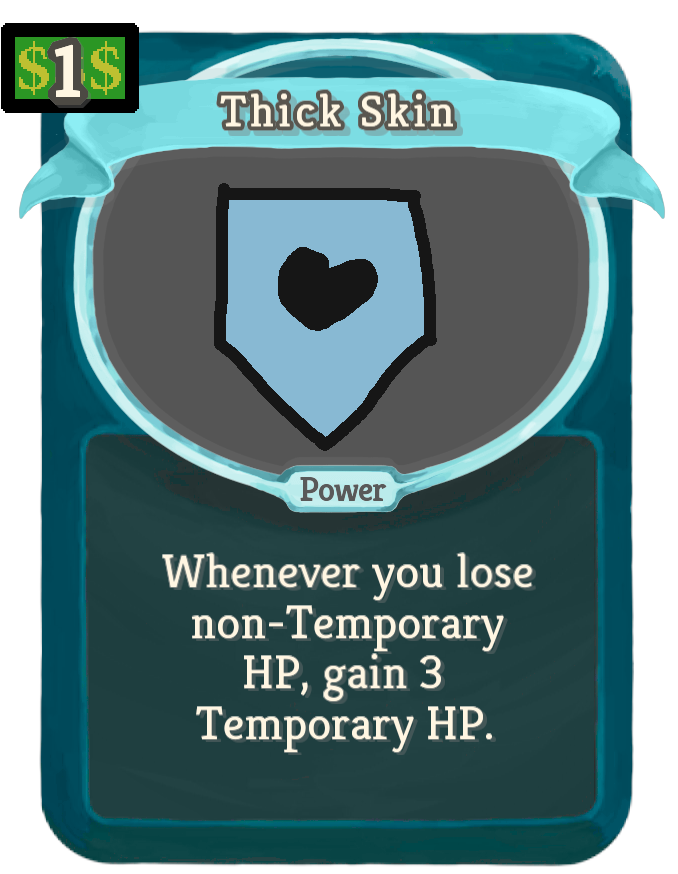 $1$
Thick Skin
Power
Whenever you lose
non-Temporary
HP, gain 3
Temporary HP.